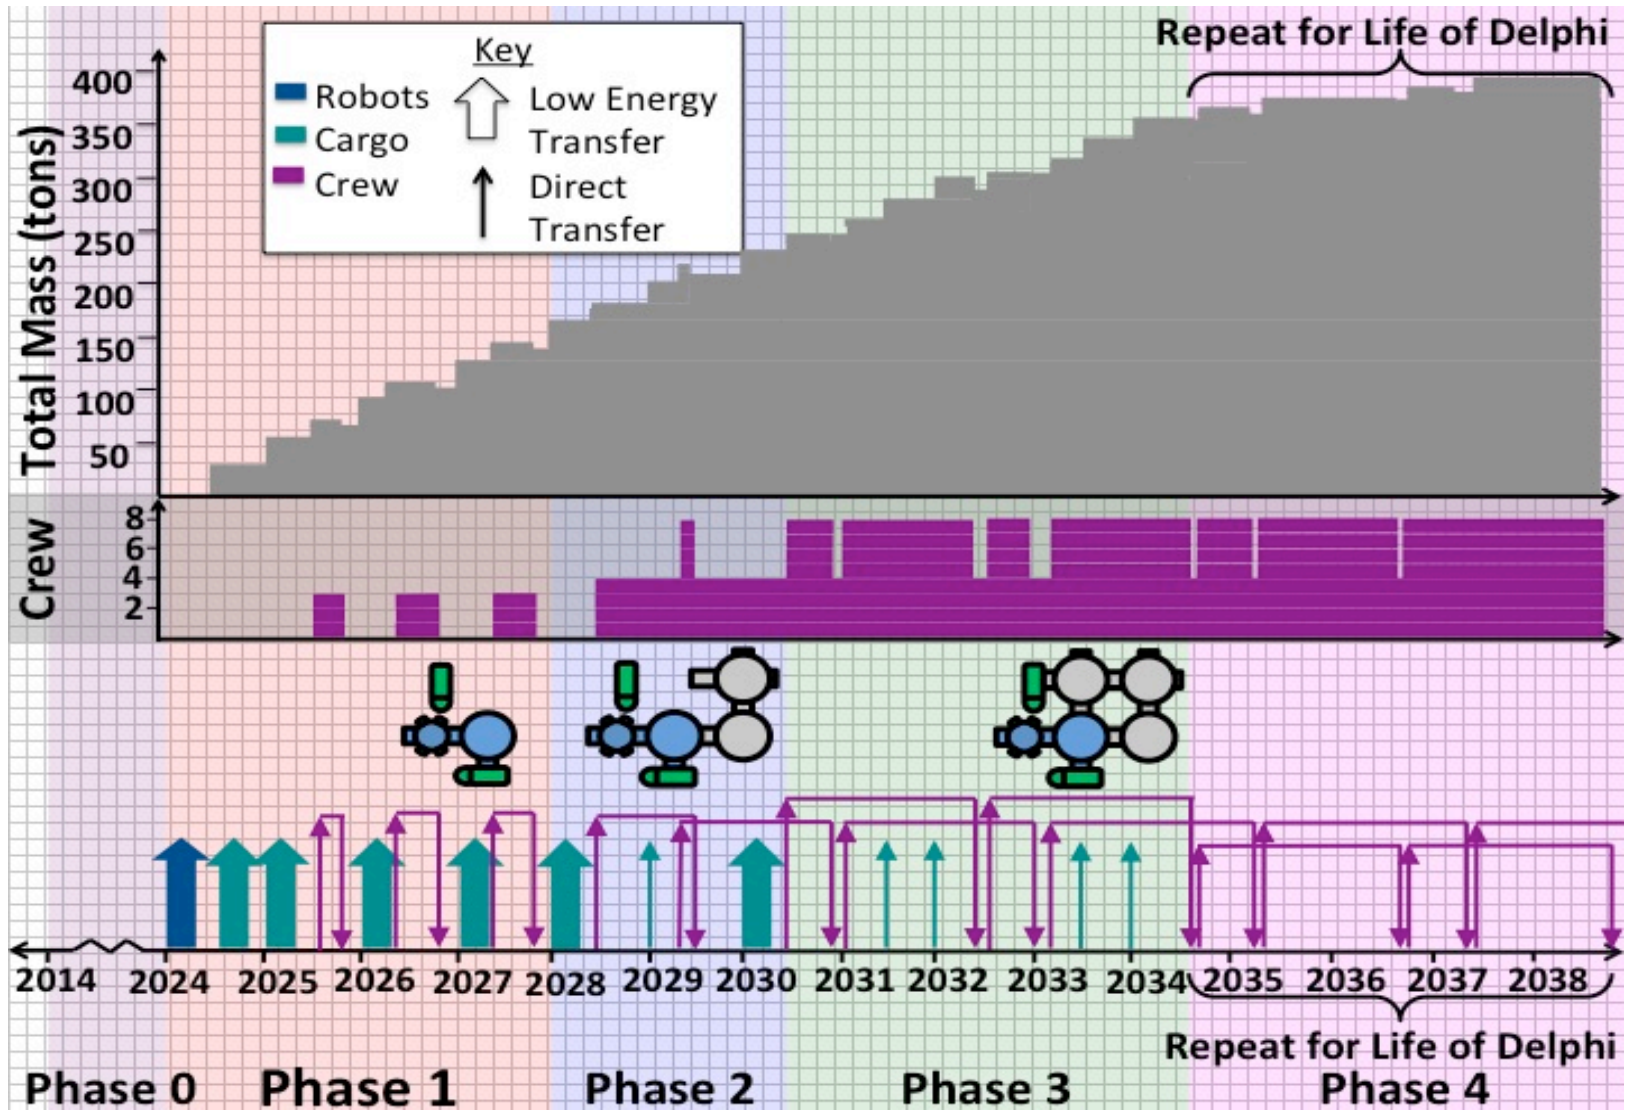 Repeat for Life of Delphi
Key
Robots
Cargo
Crew
Low Energy
Transfer
Direct
Transfer
Total Mass (tons)
400
350
300
250
200
150
100
50
Crew
8
6
4
2
2014 2024 2025 2026 2027 2028 2029 2030 2031 2032 2033 2034 2035 2036 2037 2038
Repeat for Life of Delphi
Phase 0 Phase 1 Phase 2 Phase 3 Phase 4